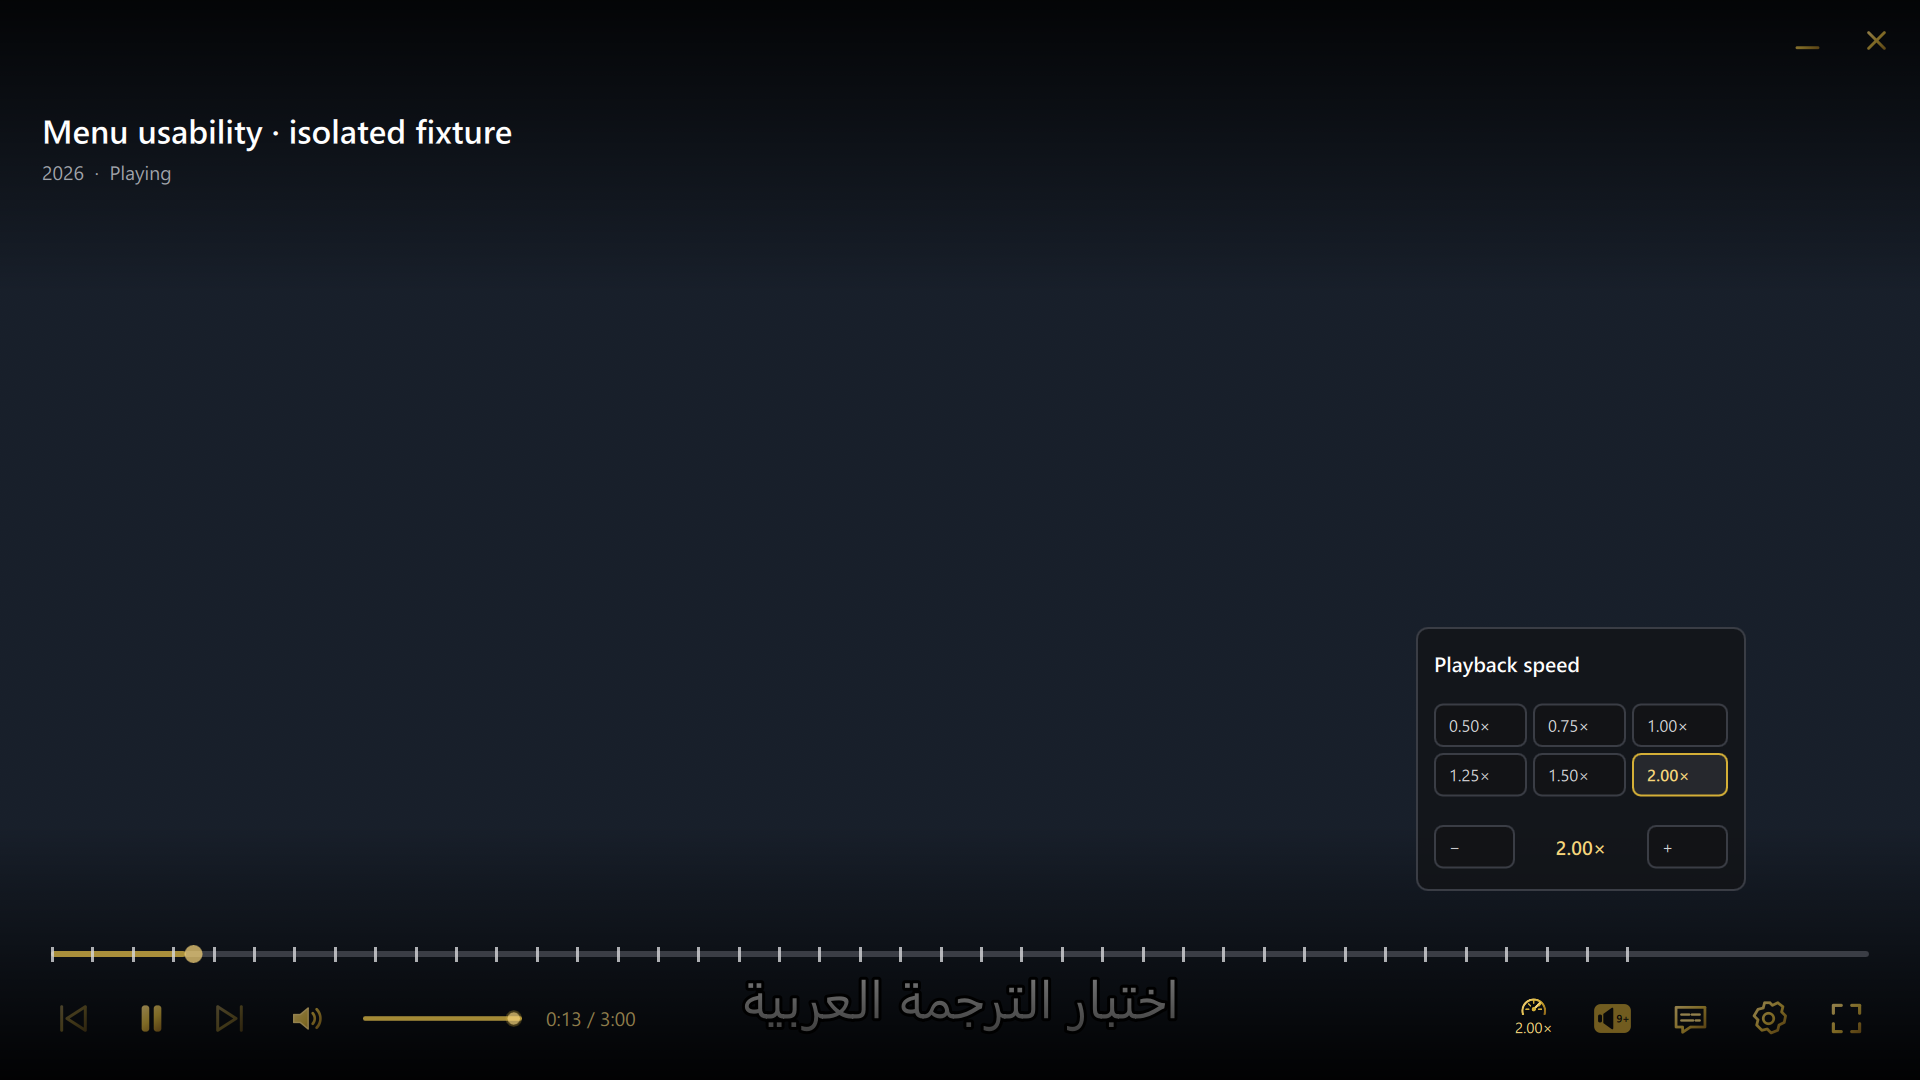 Menu usability · isolated fixture
2026 · Playing
Playback speed
0.50× 0.75× 1.00×
1.25× 1.50× 2.00×
− 2.00× +
اختبار الترجمة العربية
0:13 / 3:00
2.00×
9+